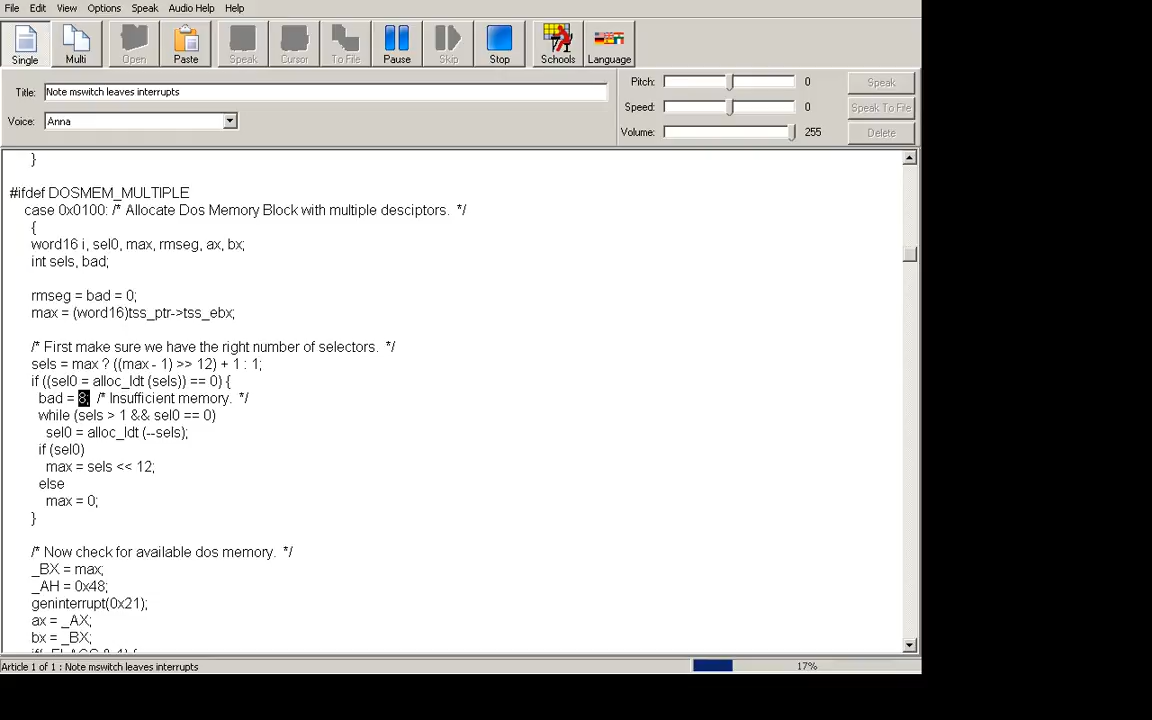 File Edit View Options Speak Audio Help Help
Single Multi Open Paste Speak Cursor To File Pause Skip Stop Schools Language
Title: Note mswitch leaves interrupts
Voice: Anna
Pitch: 0 Speak
Speed: 0 Speak To File
Volume: 255 Delete
}
#ifdef DOSMEM_MULTIPLE
case 0x0100: /* Allocate Dos Memory Block with multiple desciptors. */
{
word16 i, sel0, max, rmseg, ax, bx;
int sels, bad;
rmseg = bad = 0;
max = (word16)tss_ptr->tss_ebx;
/* First make sure we have the right number of selectors. */
sels = max ? ((max - 1) >> 12) + 1 : 1;
if ((sel0 = alloc_ldt (sels)) == 0) {
bad = 8; /* Insufficient memory. */
while (sels > 1 && sel0 == 0)
sel0 = alloc_ldt (--sels);
if (sel0)
max = sels << 12;
else
max = 0;
}
/* Now check for available dos memory. */
_BX = max;
_AH = 0x48;
geninterrupt(0x21);
ax = _AX;
bx = _BX;
if(_FLAGS & 1) {
Article 1 of 1 : Note mswitch leaves interrupts 17%